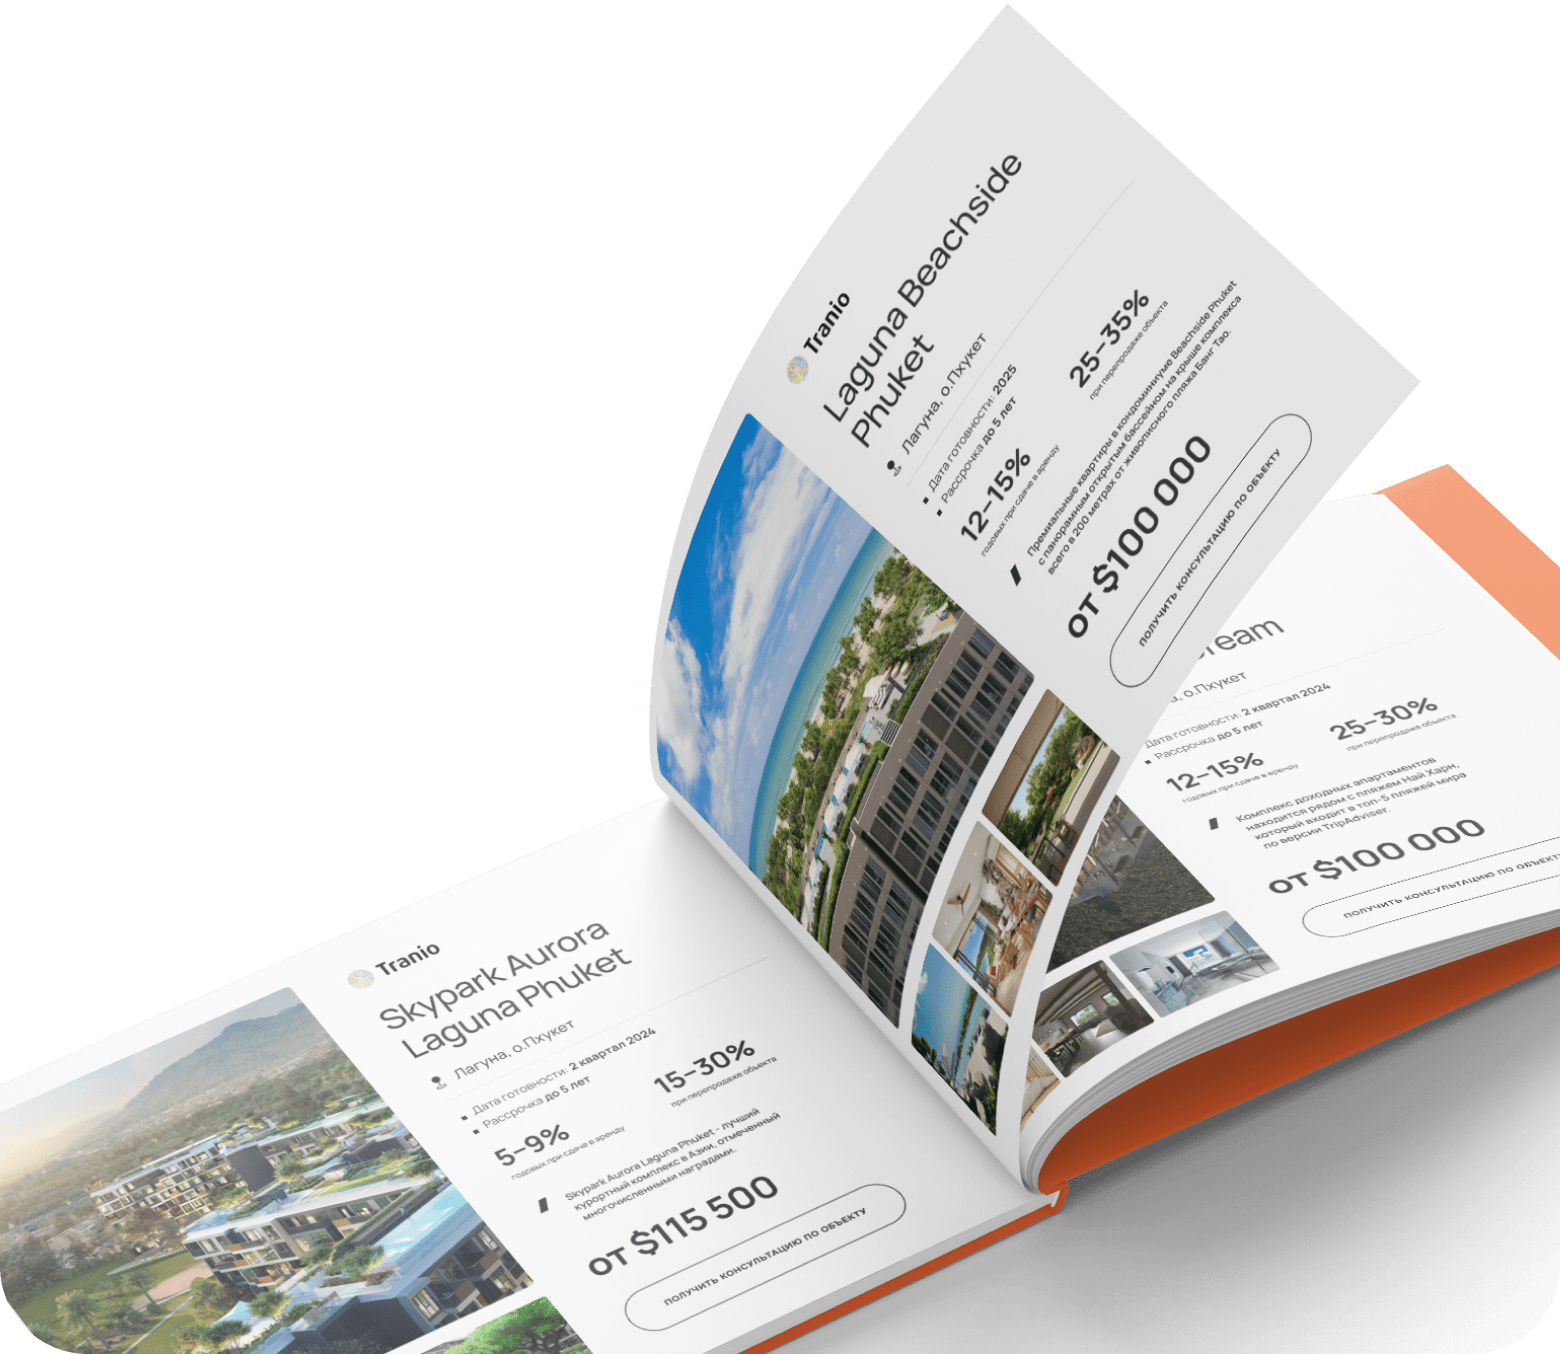 Tranio
Skypark Aurora
Laguna Phuket
Лагуна, о.Пхукет
Дата готовности: 2 квартал 2024
Рассрочка до 5 лет
5–9%
годовых при сдаче в аренду
15–30%
при перепродаже объекта
Skypark Aurora Laguna Phuket - лучший
курортный комплекс в Азии, отмеченный
многочисленными наградами.
от $115 500
ПОЛУЧИТЬ КОНСУЛЬТАЦИЮ ПО ОБЪЕКТУ
Tranio
Laguna Beachside
Phuket
Лагуна, о.Пхукет
Дата готовности: 2025
Рассрочка до 5 лет
12–15%
годовых при сдаче в аренду
25–35%
при перепродаже объекта
Премиальные квартиры в кондоминиуме Beachside Phuket
с панорамным открытым бассейном на крыше комплекса
всего в 200 метрах от живописного пляжа Банг Тао.
от $100 000
ПОЛУЧИТЬ КОНСУЛЬТАЦИЮ ПО ОБЪЕКТУ
о.Пхукет
Дата готовности: 2 квартал 2024
Рассрочка до 5 лет
12–15%
годовых при сдаче в аренду
25–30%
при перепродаже объекта
Комплекс доходных апартаментов
находится рядом с пляжем Най Харн,
который входит в топ-5 пляжей мира
по версии TripAdviser.
от $100 000
ПОЛУЧИТЬ КОНСУЛЬТАЦИЮ ПО ОБЪЕКТУ